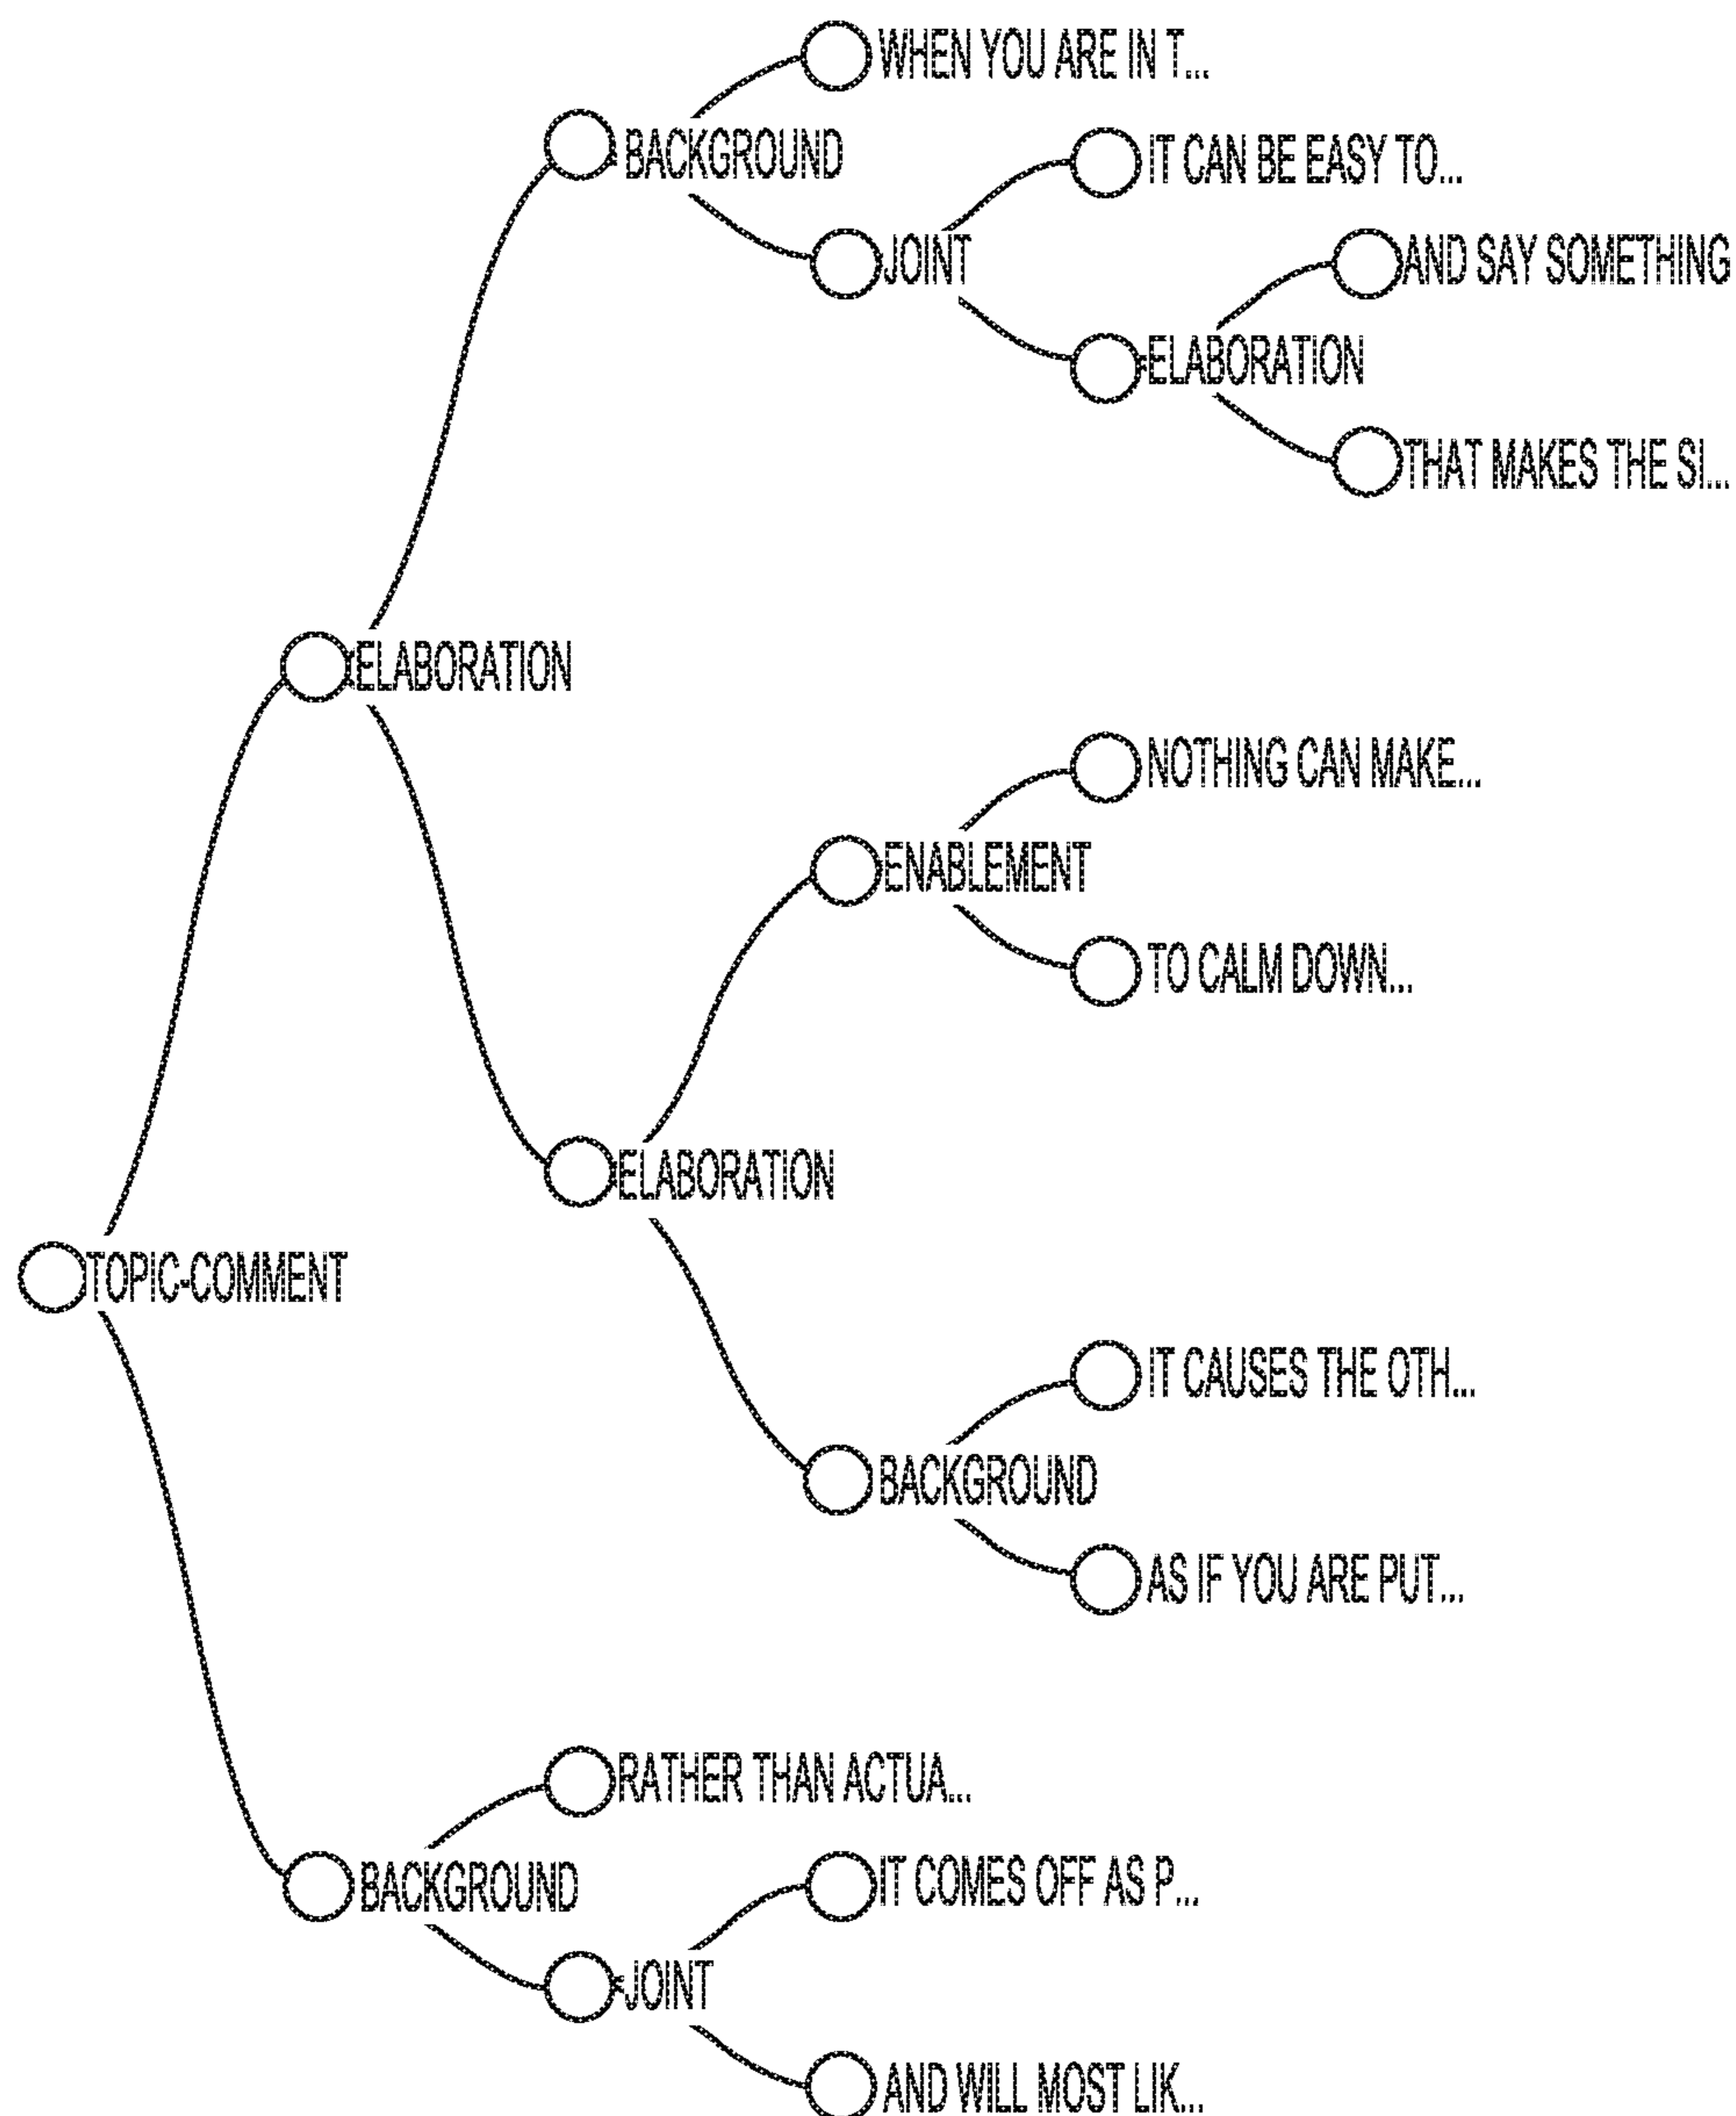 WHEN YOU ARE IN T...
BACKGROUND
IT CAN BE EASY TO...
JOINT
AND SAY SOMETHING
ELABORATION
THAT MAKES THE SI...
ELABORATION
NOTHING CAN MAKE...
ENABLEMENT
TO CALM DOWN...
ELABORATION
TOPIC-COMMENT
IT CAUSES THE OTH...
BACKGROUND
AS IF YOU ARE PUT...
RATHER THAN ACTUA...
BACKGROUND
IT COMES OFF AS P...
JOINT
AND WILL MOST LIK...